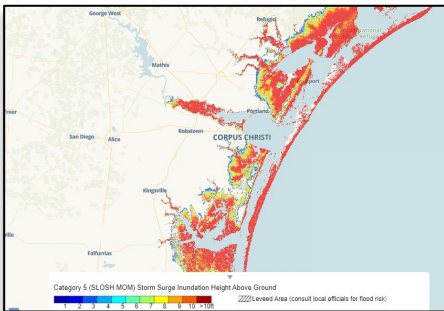 George West
Refugio
Mathis
Rockport
Portland
Freer
Robstown
CORPUS CHRISTI
San Diego
Alice
Kingsville
Falfurrias
Category 5 (SLOSH MOM) Storm Surge Inundation Height Above Ground
1 2 3 4 5 6 7 8 9 10 >10ft
Leveed Area (consult local officials for flood risk)